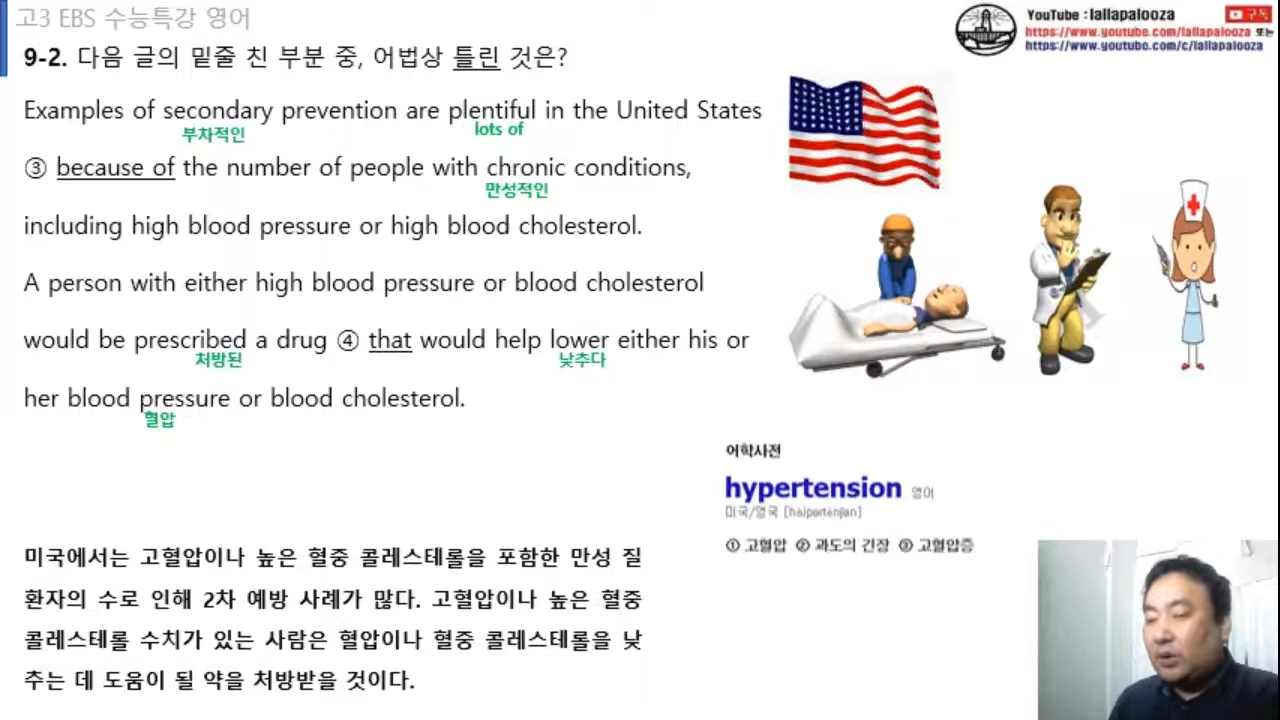 고3 EBS 수능특강 영어
YouTube : lallapalooza
구독
https://www.youtube.com/lallapalooza 또는
https://www.youtube.com/c/lallapalooza
9-2. 다음 글의 밑줄 친 부분 중, 어법상 틀린 것은?
Examples of secondary prevention are plentiful in the United States
부차적인 lots of
③ because of the number of people with chronic conditions,
만성적인
including high blood pressure or high blood cholesterol.
A person with either high blood pressure or blood cholesterol
would be prescribed a drug ④ that would help lower either his or
처방된 낮추다
her blood pressure or blood cholesterol.
혈압
어학사전
hypertension 영어
미국/영국
① 고혈압 ② 과도의 긴장 ③ 고혈압증
미국에서는 고혈압이나 높은 혈중 콜레스테롤을 포함한 만성 질
환자의 수로 인해 2차 예방 사례가 많다. 고혈압이나 높은 혈중
콜레스테롤 수치가 있는 사람은 혈압이나 혈중 콜레스테롤을 낮
추는 데 도움이 될 약을 처방받을 것이다.